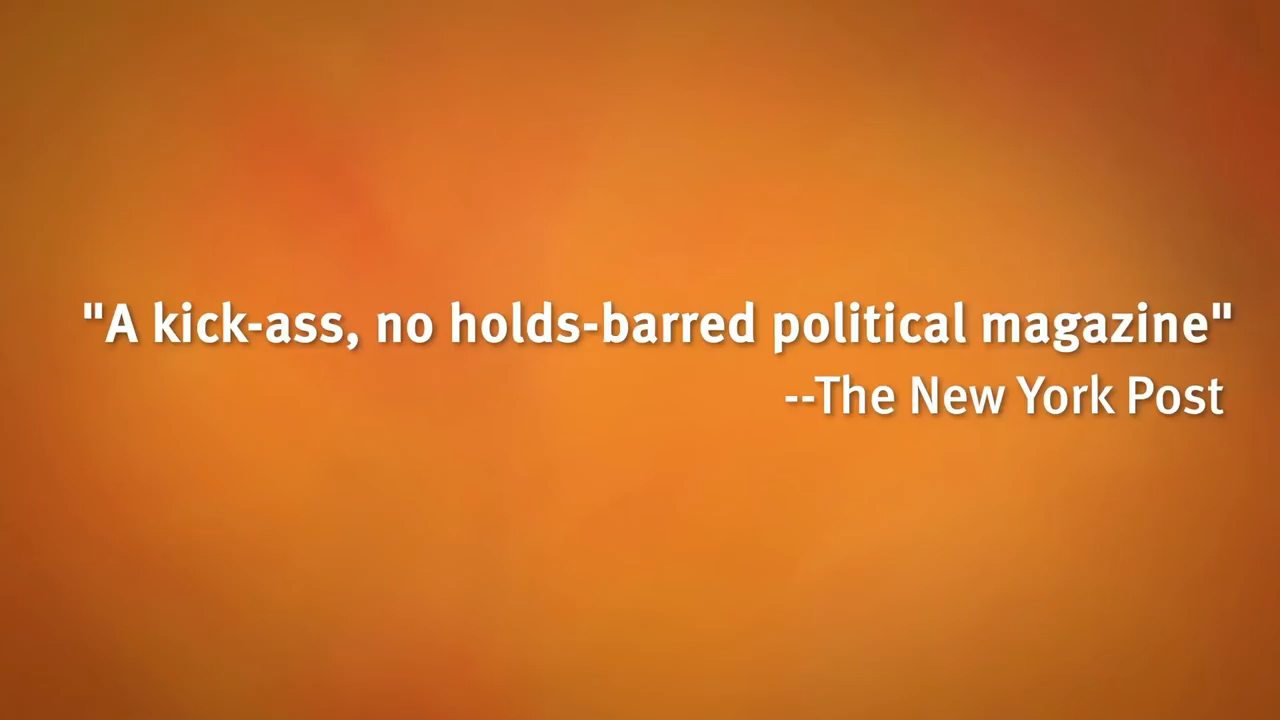 "A kick-ass, no holds-barred political magazine"
--The New York Post